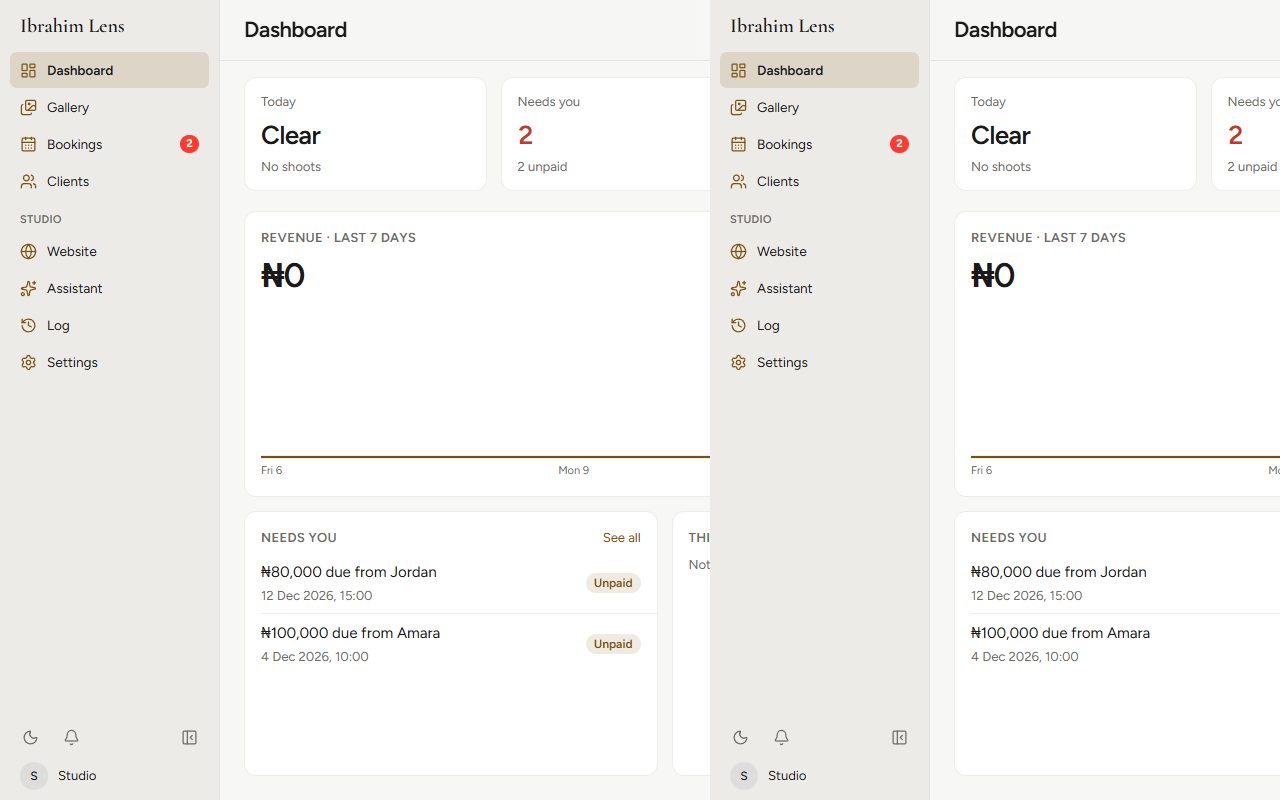 Ibrahim Lens
Dashboard
Gallery
Bookings 2
Clients
STUDIO
Website
Assistant
Log
Settings
S Studio
Dashboard
Today
Clear
No shoots
Needs you
2
2 unpaid
REVENUE · LAST 7 DAYS
₦0
Fri 6 Mon 9
NEEDS YOU See all
₦80,000 due from Jordan
12 Dec 2026, 15:00
Unpaid
₦100,000 due from Amara
4 Dec 2026, 10:00
Unpaid
Ibrahim Lens
Dashboard
Gallery
Bookings 2
Clients
STUDIO
Website
Assistant
Log
Settings
S Studio
Dashboard
Today
Clear
No shoots
Needs
2
2 unpaid
REVENUE · LAST 7 DAYS
₦0
Fri 6
NEEDS YOU
₦80,000 due from Jordan
12 Dec 2026, 15:00
₦100,000 due from Amara
4 Dec 2026, 10:00